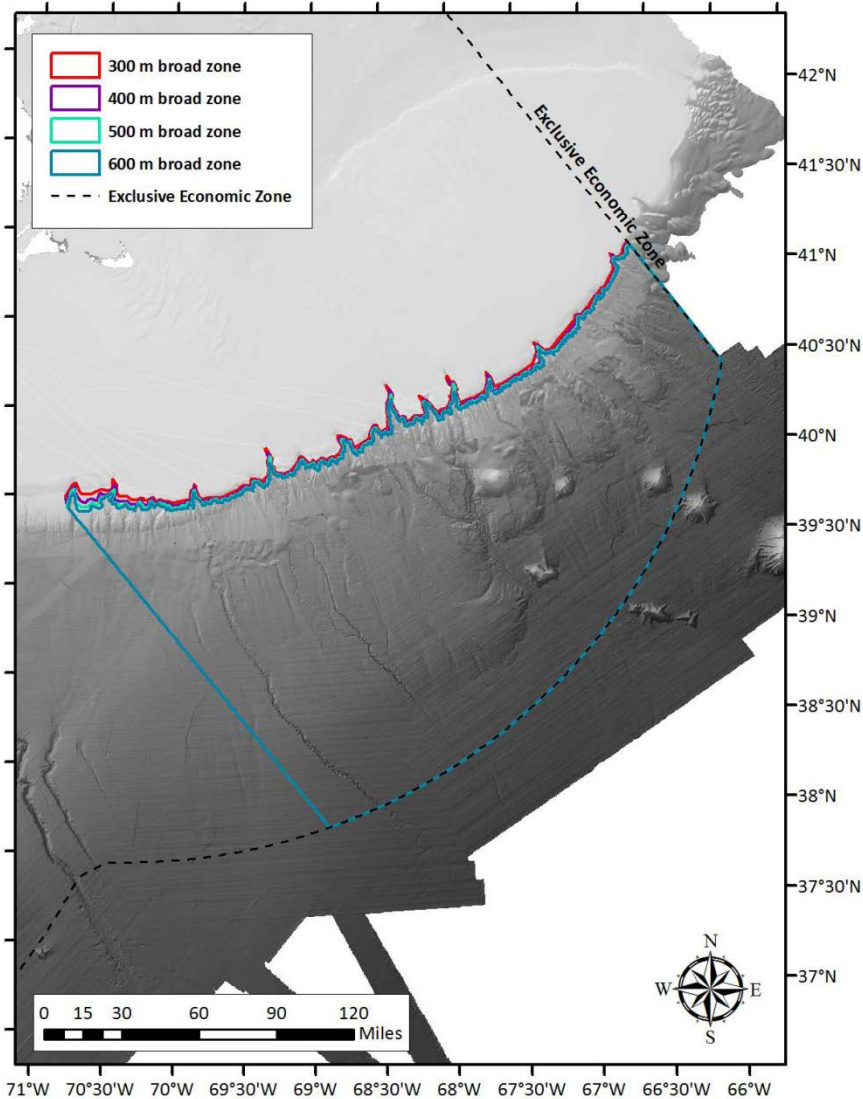 300 m broad zone
400 m broad zone
500 m broad zone
600 m broad zone
Exclusive Economic Zone
Exclusive Economic Zone
42°N
41°30'N
41°N
40°30'N
40°N
39°30'N
39°N
38°30'N
38°N
37°30'N
37°N
N
W E
S
0 15 30 60 90 120
Miles
71°W 70°30'W 70°W 69°30'W 69°W 68°30'W 68°W 67°30'W 67°W 66°30'W 66°W